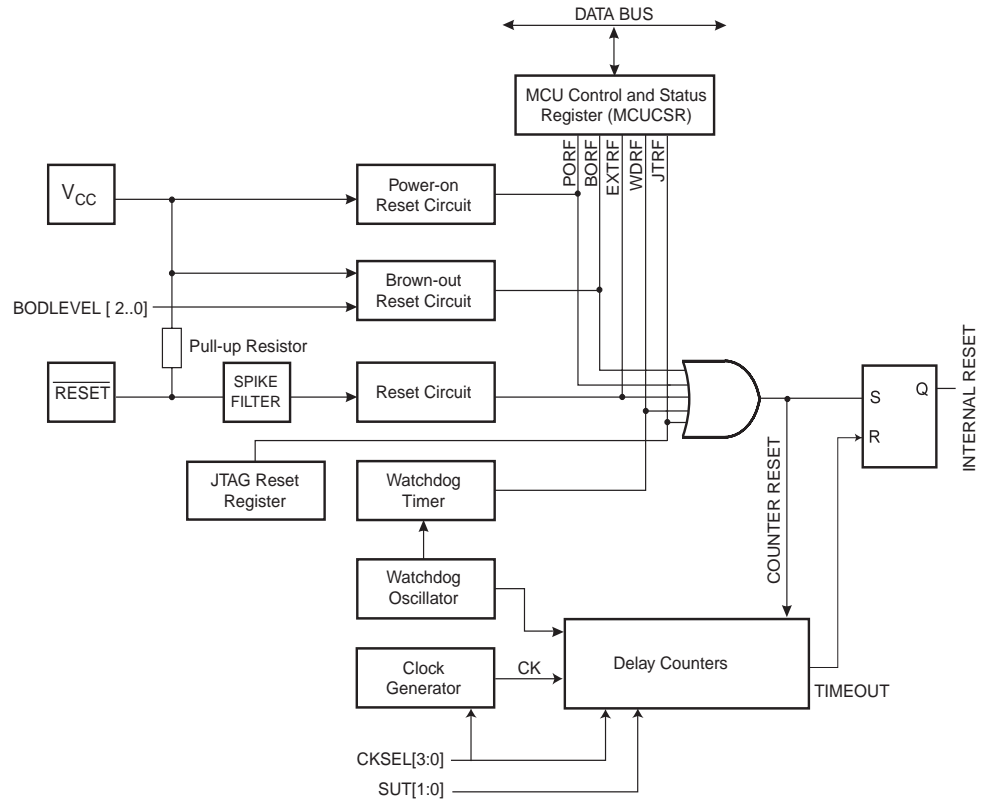 DATA BUS
MCU Control and Status
Register (MCUCSR)
PORF
BORF
EXTRF
WDRF
JTRF
VCC
Power-on
Reset Circuit
Brown-out
Reset Circuit
BODLEVEL [ 2..0]
Pull-up Resistor
RESET
SPIKE
FILTER
Reset Circuit
S
Q
R
INTERNAL RESET
JTAG Reset
Register
Watchdog
Timer
COUNTER RESET
Watchdog
Oscillator
Clock
Generator
CK
Delay Counters
TIMEOUT
CKSEL[3:0]
SUT[1:0]